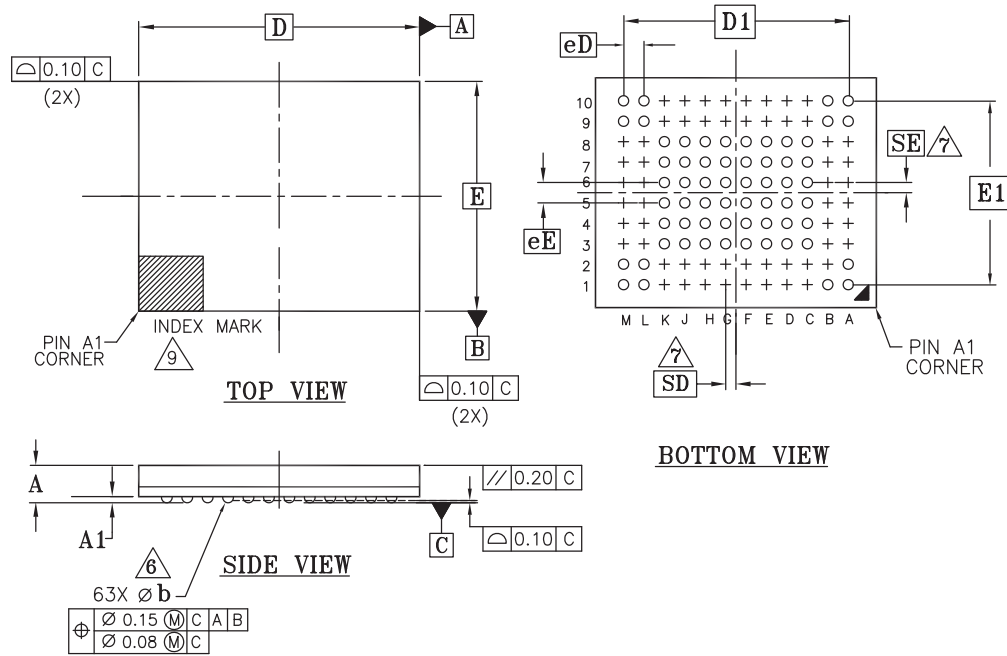 D
A
⌓ 0.10 C
(2X)
E
PIN A1
CORNER
INDEX MARK
9
B
TOP VIEW
⌓ 0.10 C
(2X)
D1
eD
10
9
8
7
6
5
4
3
2
1
SE 7
E1
eE
M L K J H G F E D C B A
7
SD
PIN A1
CORNER
BOTTOM VIEW
A
A1
// 0.20 C
⌓ 0.10 C
C
6
SIDE VIEW
63X Ø b
⌖ Ø 0.15 Ⓜ C A B
Ø 0.08 Ⓜ C